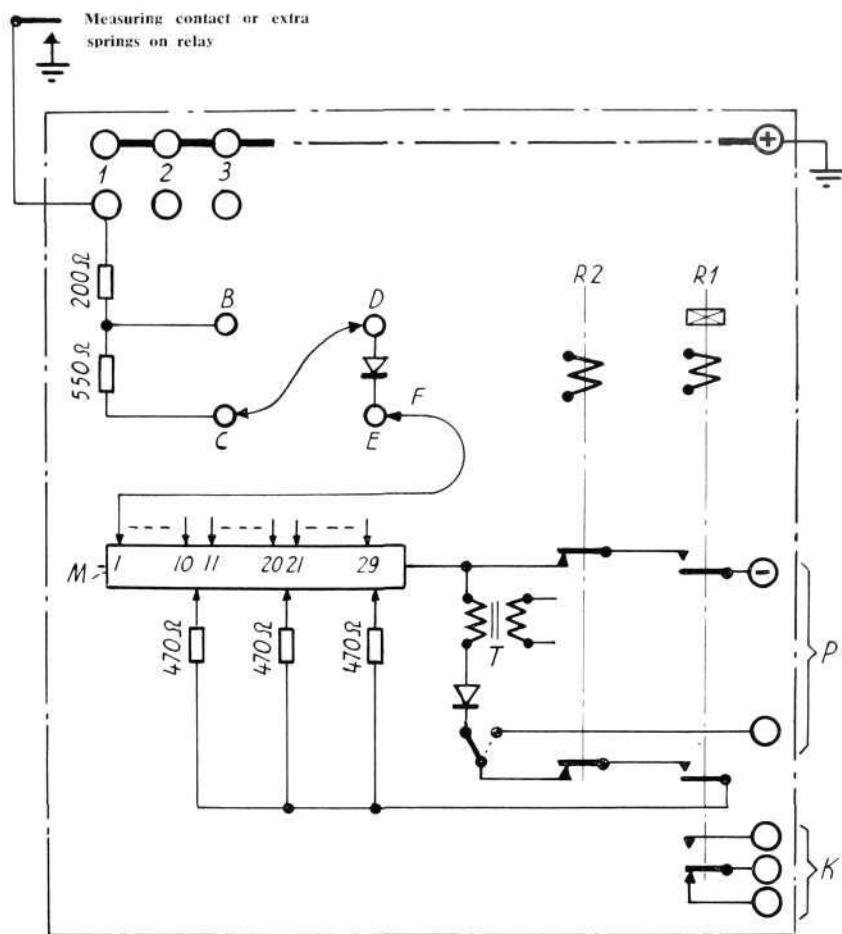 Measuring contact or extra
springs on relay
+
1 2 3
200Ω
R2 R1
B D
550Ω
F
C E
M 1 10 11 20 21 29
-
470Ω 470Ω 470Ω
T
P
K